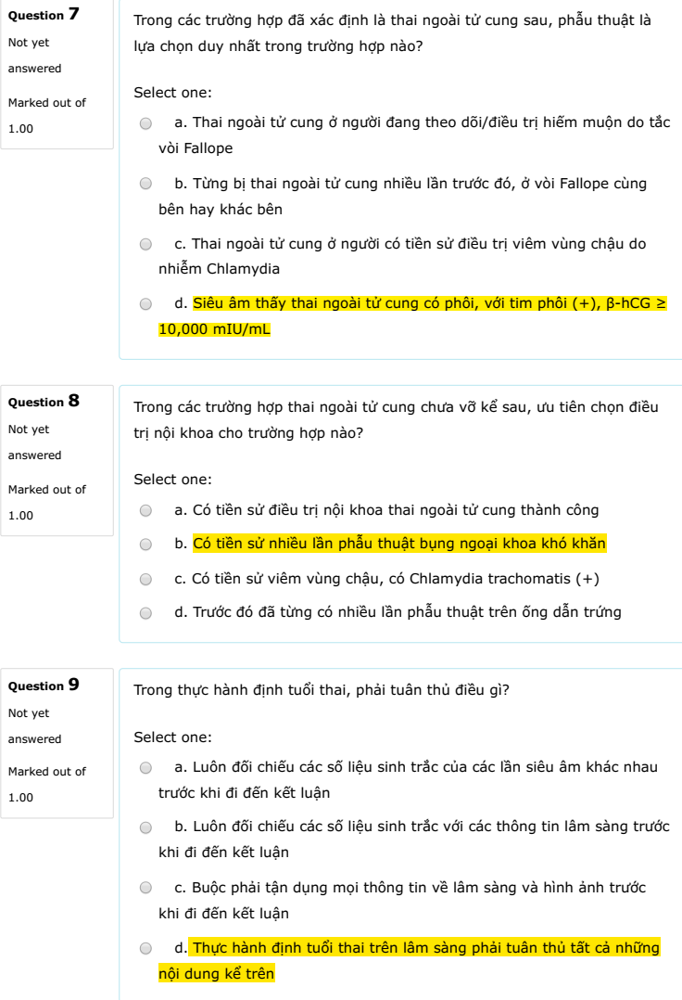 Question 7
Not yet
answered
Marked out of
1.00
Trong các trường hợp đã xác định là thai ngoài tử cung sau, phẫu thuật là
lựa chọn duy nhất trong trường hợp nào?
Select one:
a. Thai ngoài tử cung ở người đang theo dõi/điều trị hiếm muộn do tắc
vòi Fallope
b. Từng bị thai ngoài tử cung nhiều lần trước đó, ở vòi Fallope cùng
bên hay khác bên
c. Thai ngoài tử cung ở người có tiền sử điều trị viêm vùng chậu do
nhiễm Chlamydia
d. Siêu âm thấy thai ngoài tử cung có phôi, với tim phôi (+), β-hCG ≥
10,000 mIU/mL
Question 8
Not yet
answered
Marked out of
1.00
Trong các trường hợp thai ngoài tử cung chưa vỡ kể sau, ưu tiên chọn điều
trị nội khoa cho trường hợp nào?
Select one:
a. Có tiền sử điều trị nội khoa thai ngoài tử cung thành công
b. Có tiền sử nhiều lần phẫu thuật bụng ngoại khoa khó khăn
c. Có tiền sử viêm vùng chậu, có Chlamydia trachomatis (+)
d. Trước đó đã từng có nhiều lần phẫu thuật trên ống dẫn trứng
Question 9
Not yet
answered
Marked out of
1.00
Trong thực hành định tuổi thai, phải tuân thủ điều gì?
Select one:
a. Luôn đối chiếu các số liệu sinh trắc của các lần siêu âm khác nhau
trước khi đi đến kết luận
b. Luôn đối chiếu các số liệu sinh trắc với các thông tin lâm sàng trước
khi đi đến kết luận
c. Buộc phải tận dụng mọi thông tin về lâm sàng và hình ảnh trước
khi đi đến kết luận
d. Thực hành định tuổi thai trên lâm sàng phải tuân thủ tất cả những
nội dung kể trên